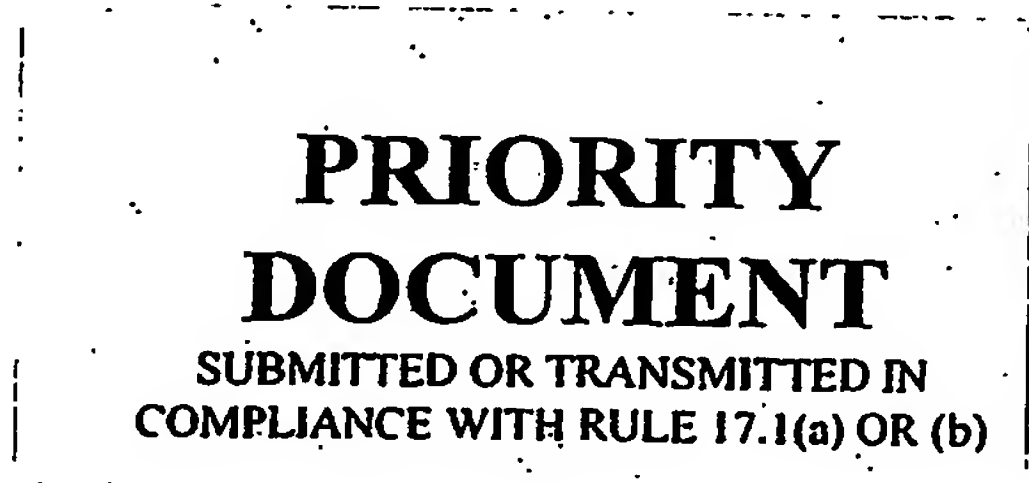 PRIORITY
DOCUMENT
SUBMITTED OR TRANSMITTED IN
COMPLIANCE WITH RULE 17.1(a) OR (b)